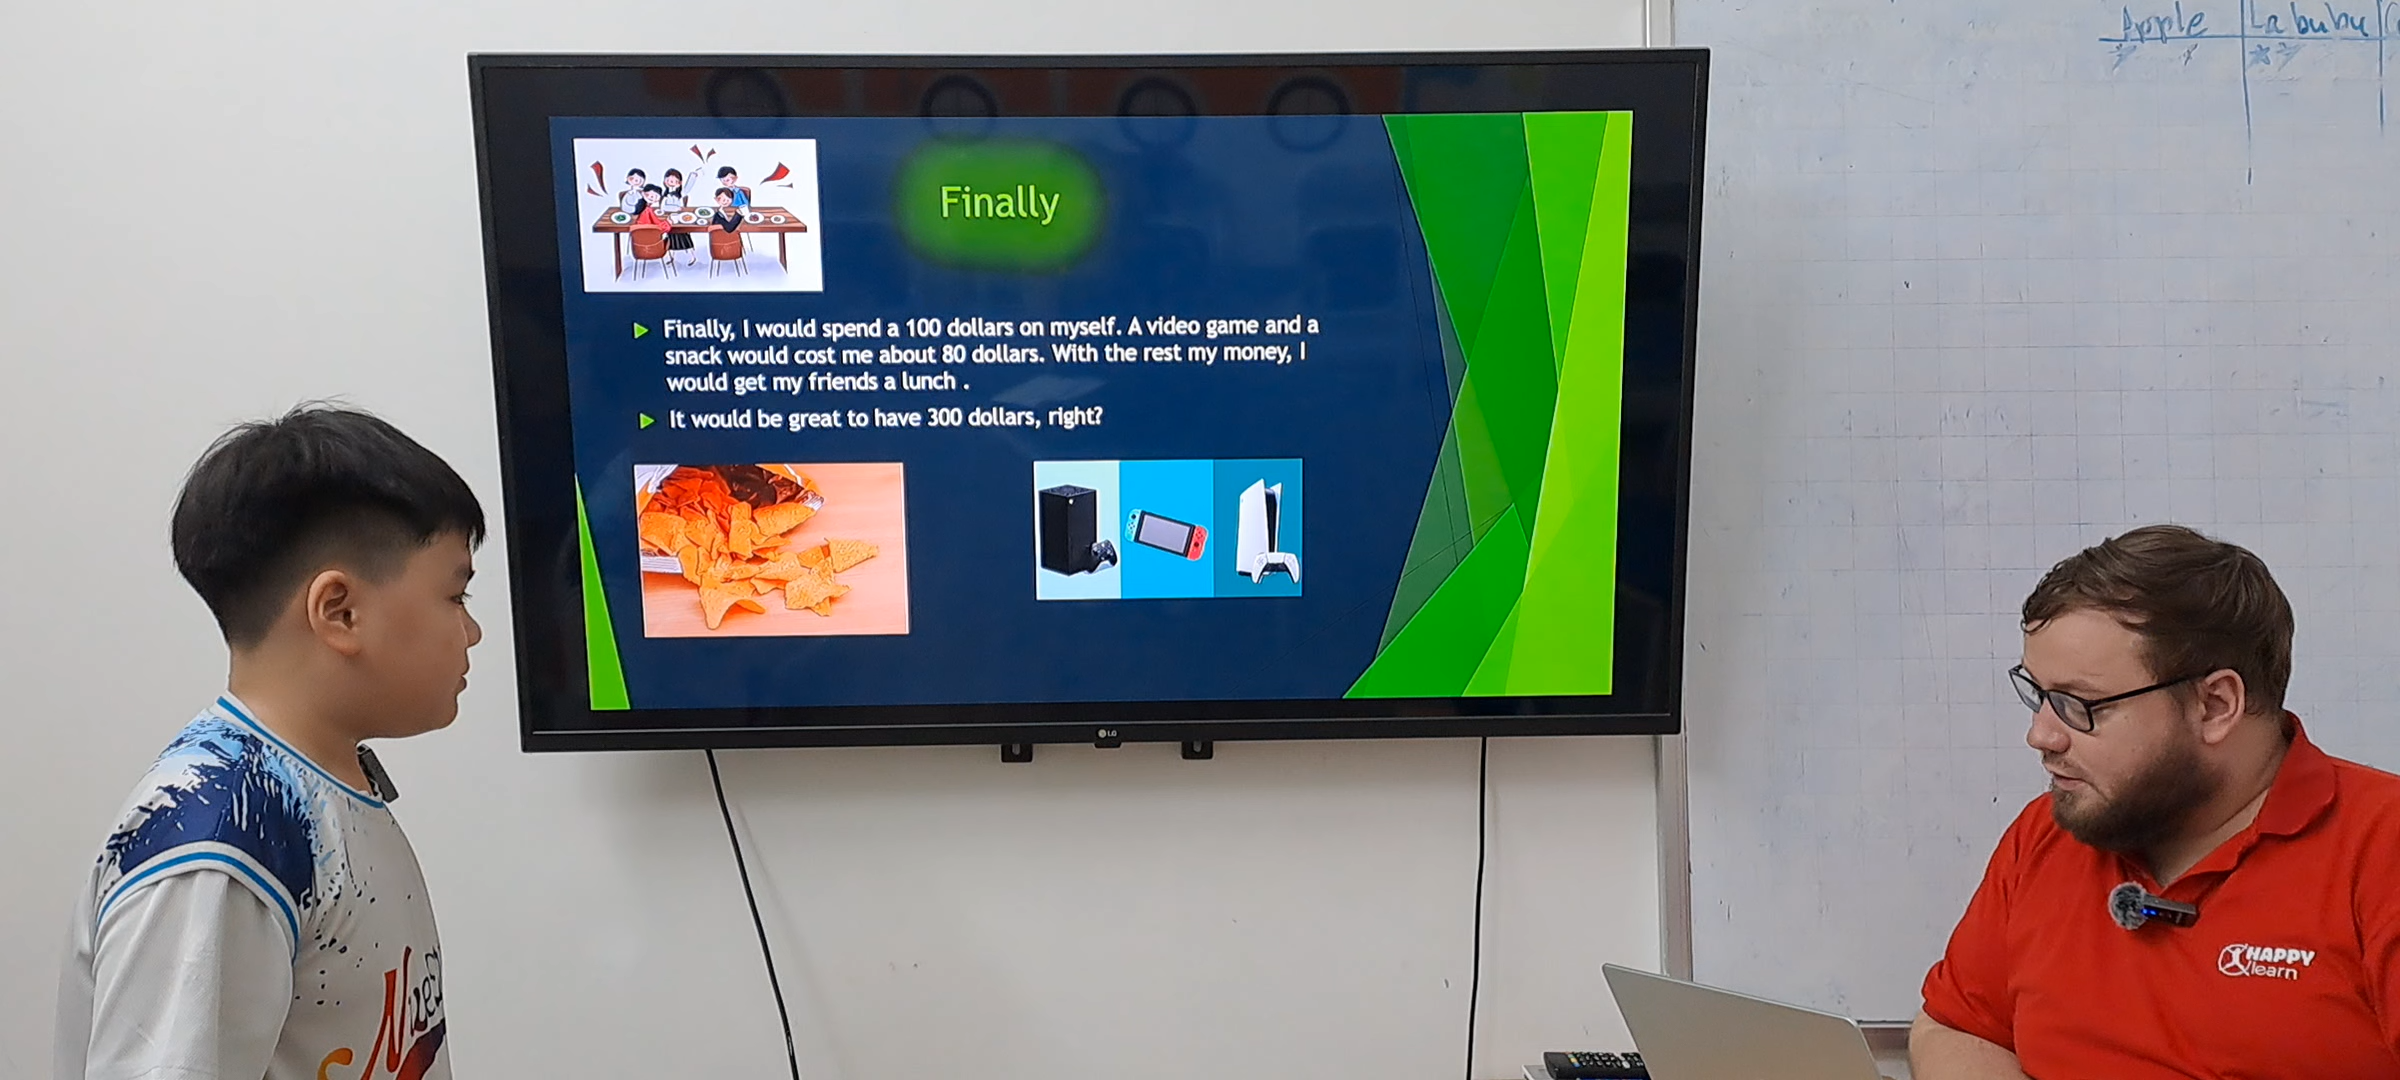 Apple Labubu
Finally
Finally, I would spend a 100 dollars on myself. A video game and a
snack would cost me about 80 dollars. With the rest my money, I
would get my friends a lunch .
It would be great to have 300 dollars, right?
LG
HAPPY
learn